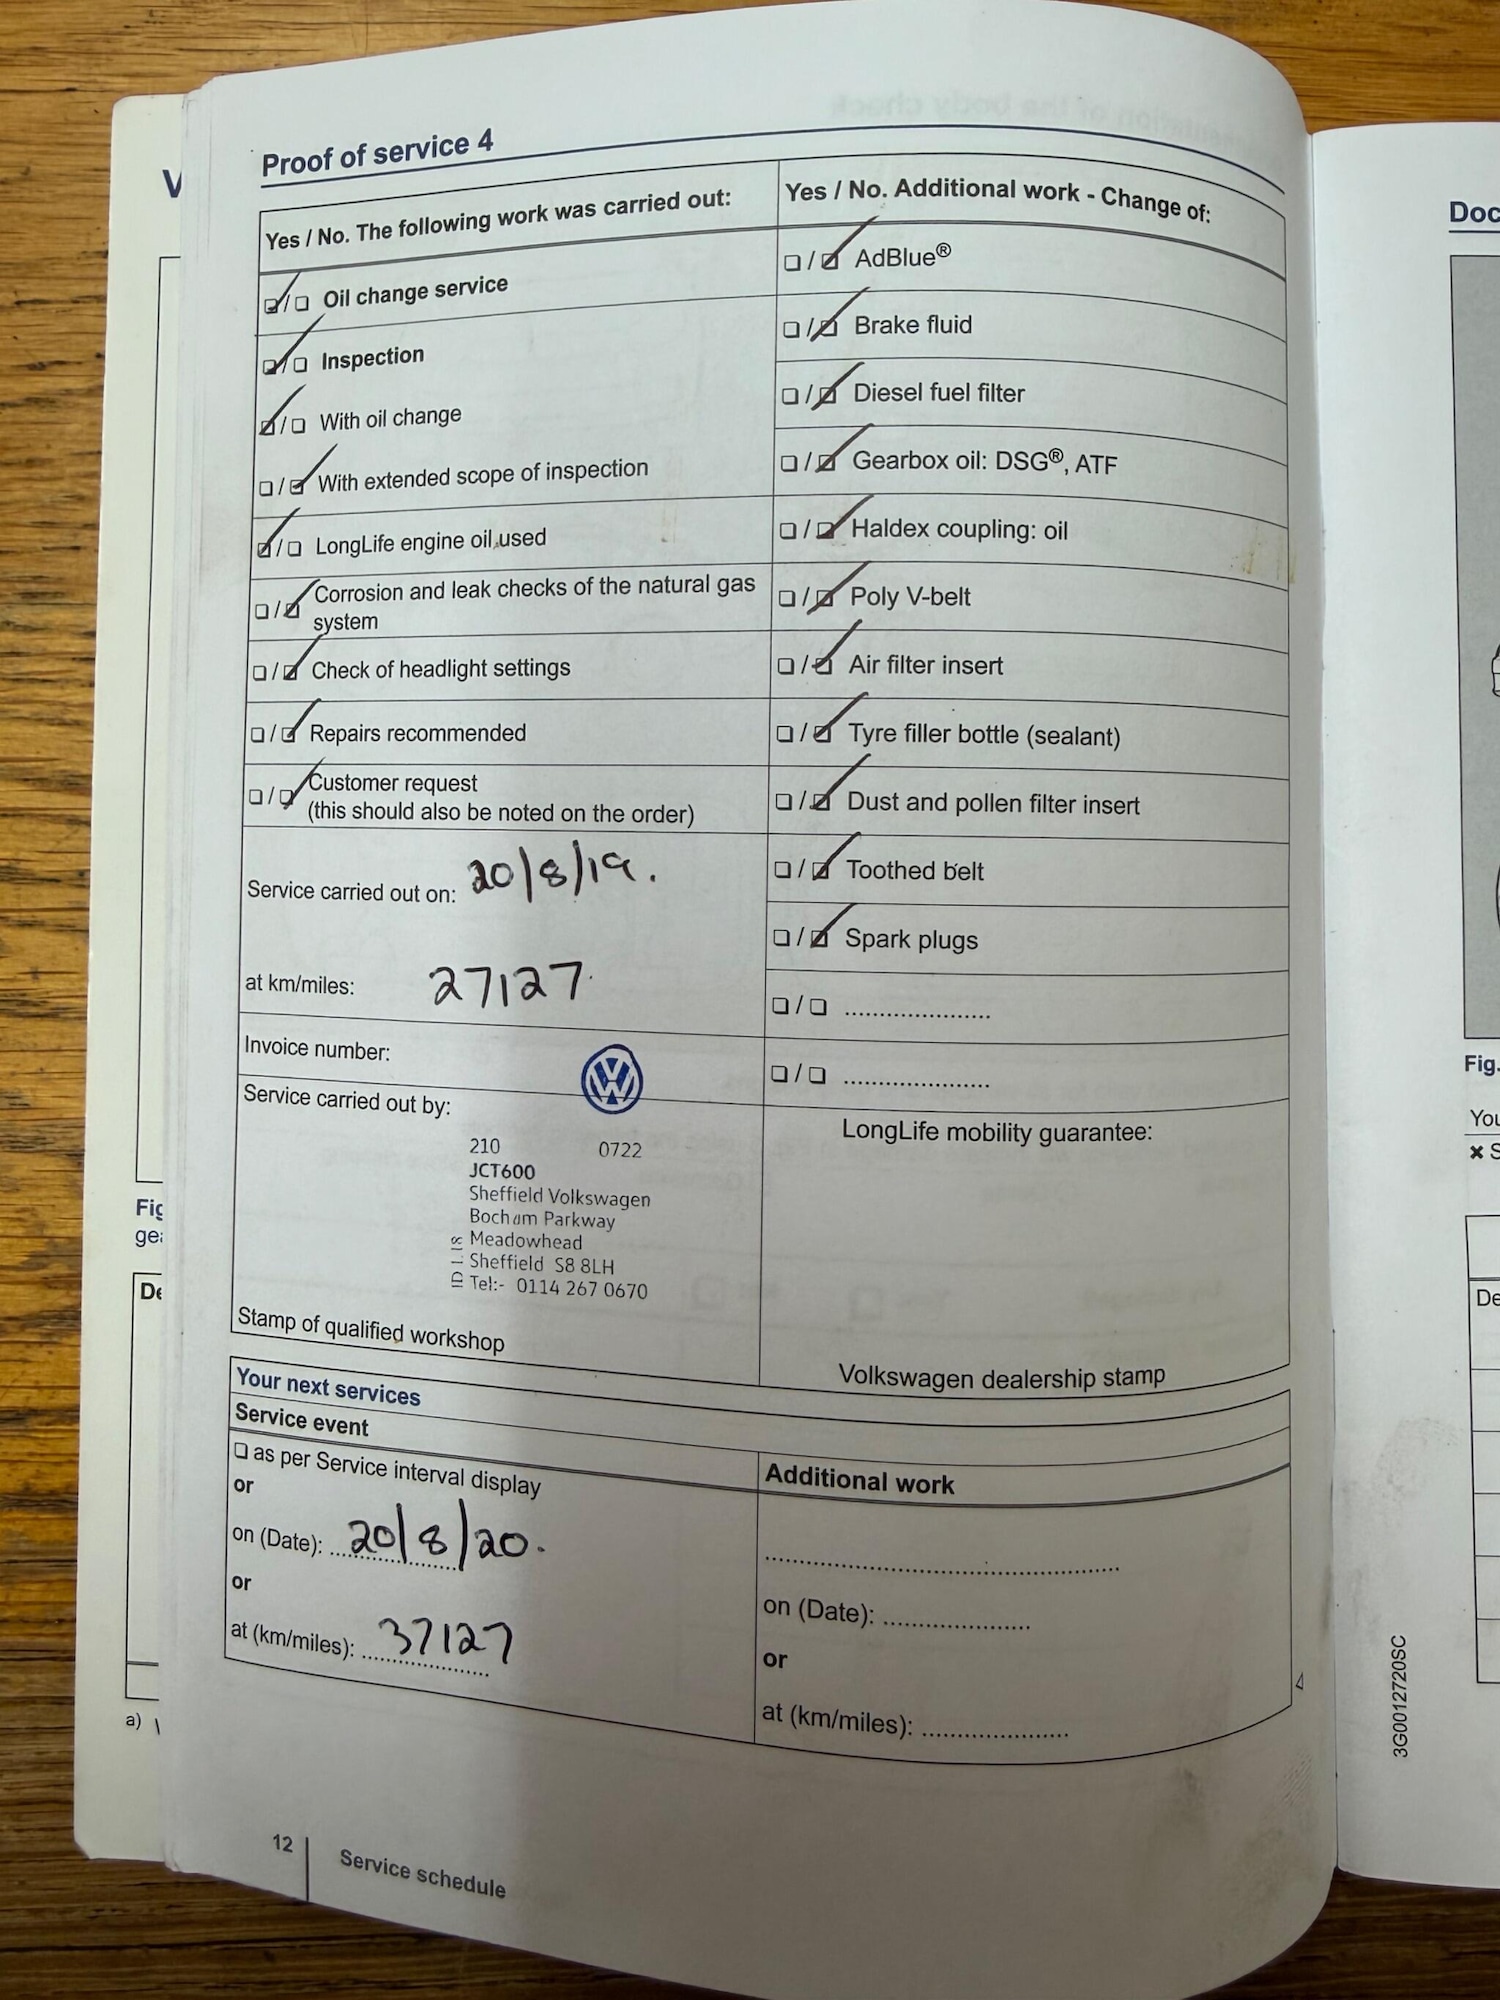 Proof of service 4
Yes / No. The following work was carried out:
☑/☐ Oil change service
☑/☐ Inspection
☑/☐ With oil change
☐/☑ With extended scope of inspection
☑/☐ LongLife engine oil used
☐/☑ Corrosion and leak checks of the natural gas
system
☐/☑ Check of headlight settings
☐/☑ Repairs recommended
☐/☑ Customer request
(this should also be noted on the order)
Service carried out on: 20/8/19.
at km/miles: 27127
Invoice number:
Service carried out by:
210 0722
JCT600
Sheffield Volkswagen
Bochum Parkway
Meadowhead
Sheffield S8 8LH
Tel:- 0114 267 0670
Stamp of qualified workshop
Yes / No. Additional work - Change of:
☐/☑ AdBlue®
☐/☑ Brake fluid
☐/☑ Diesel fuel filter
☐/☑ Gearbox oil: DSG®, ATF
☐/☑ Haldex coupling: oil
☐/☑ Poly V-belt
☐/☑ Air filter insert
☐/☑ Tyre filler bottle (sealant)
☐/☑ Dust and pollen filter insert
☐/☑ Toothed belt
☐/☑ Spark plugs
☐/☐ ......................
☐/☐ ......................
LongLife mobility guarantee:
Volkswagen dealership stamp
Your next services
Service event
☐ as per Service interval display
or
on (Date): 20/8/20.
or
at (km/miles): 37127
Additional work
......................................................
on (Date): ......................
or
at (km/miles): ......................
12
Service schedule
3G0012720SC
Fig.
a)